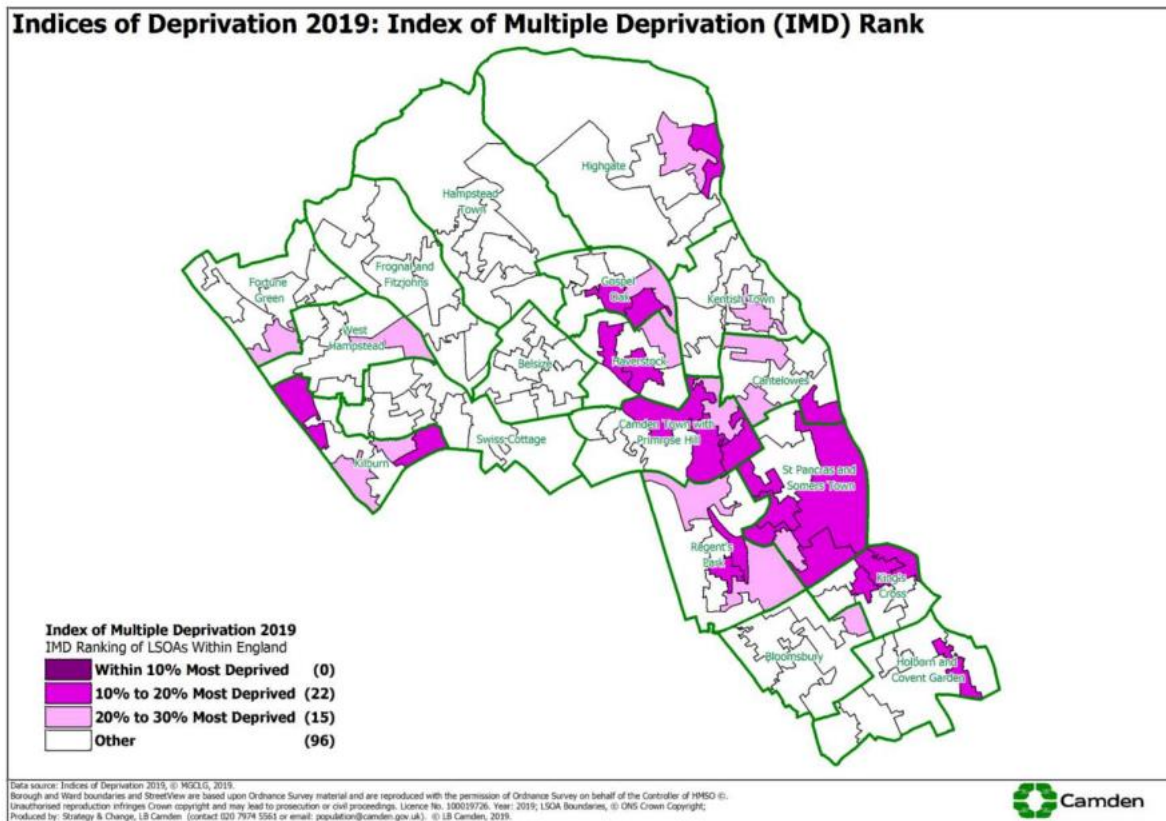 Indices of Deprivation 2019: Index of Multiple Deprivation (IMD) Rank
Highgate
Hampstead
Town
Frognal and
Fitzjohns
Fortune
Green
Gospel
Oak
Kentish Town
West
Hampstead
Belsize
Haverstock
Cantelowes
Camden Town with
Primrose Hill
Swiss Cottage
Kilburn
St Pancras and
Somers Town
Regent's
Park
King's
Cross
Bloomsbury
Holborn and
Covent Garden
Index of Multiple Deprivation 2019
IMD Ranking of LSOAs Within England
Within 10% Most Deprived (0)
10% to 20% Most Deprived (22)
20% to 30% Most Deprived (15)
Other (96)
Data source: Indices of Deprivation 2019, © MGCLG, 2019.
Borough and Ward boundaries and StreetView are based upon Ordnance Survey material and are reproduced with the permission of Ordnance Survey on behalf of the Controller of HMSO ©.
Unauthorised reproduction infringes Crown copyright and may lead to prosecution or civil proceedings. Licence No. 100019726. Year: 2019; LSOA Boundaries, © ONS Crown Copyright;
Produced by: Strategy & Change, LB Camden (contact 020 7974 5561 or email: population@camden.gov.uk). © LB Camden, 2019.
Camden